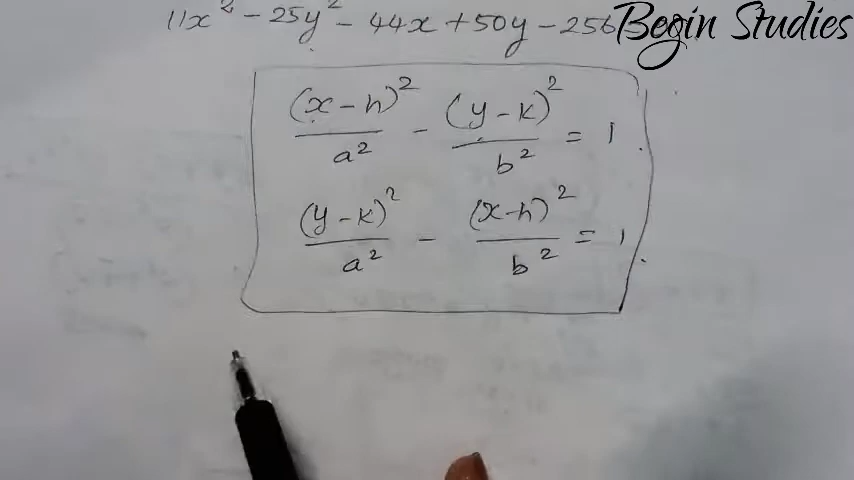 11x² - 25y² - 44x + 50y - 256
Begin Studies
(x-h)²/a² - (y-k)²/b² = 1.
(y-k)²/a² - (x-h)²/b² = 1.